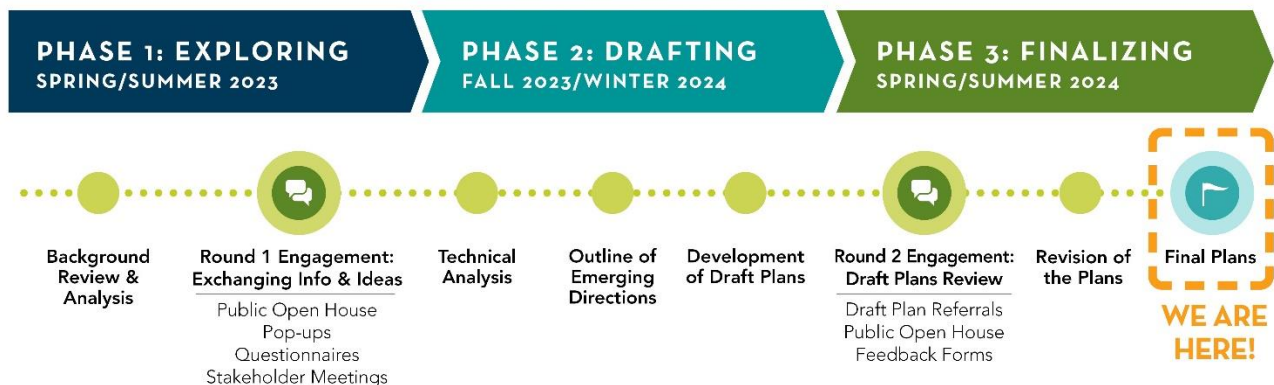 PHASE 1: EXPLORING
SPRING/SUMMER 2023
PHASE 2: DRAFTING
FALL 2023/WINTER 2024
PHASE 3: FINALIZING
SPRING/SUMMER 2024
Background
Review &
Analysis
Round 1 Engagement:
Exchanging Info & Ideas
Public Open House
Pop-ups
Questionnaires
Stakeholder Meetings
Technical
Analysis
Outline of
Emerging
Directions
Development
of Draft Plans
Round 2 Engagement:
Draft Plans Review
Draft Plan Referrals
Public Open House
Feedback Forms
Revision of
the Plans
Final Plans
WE ARE
HERE!